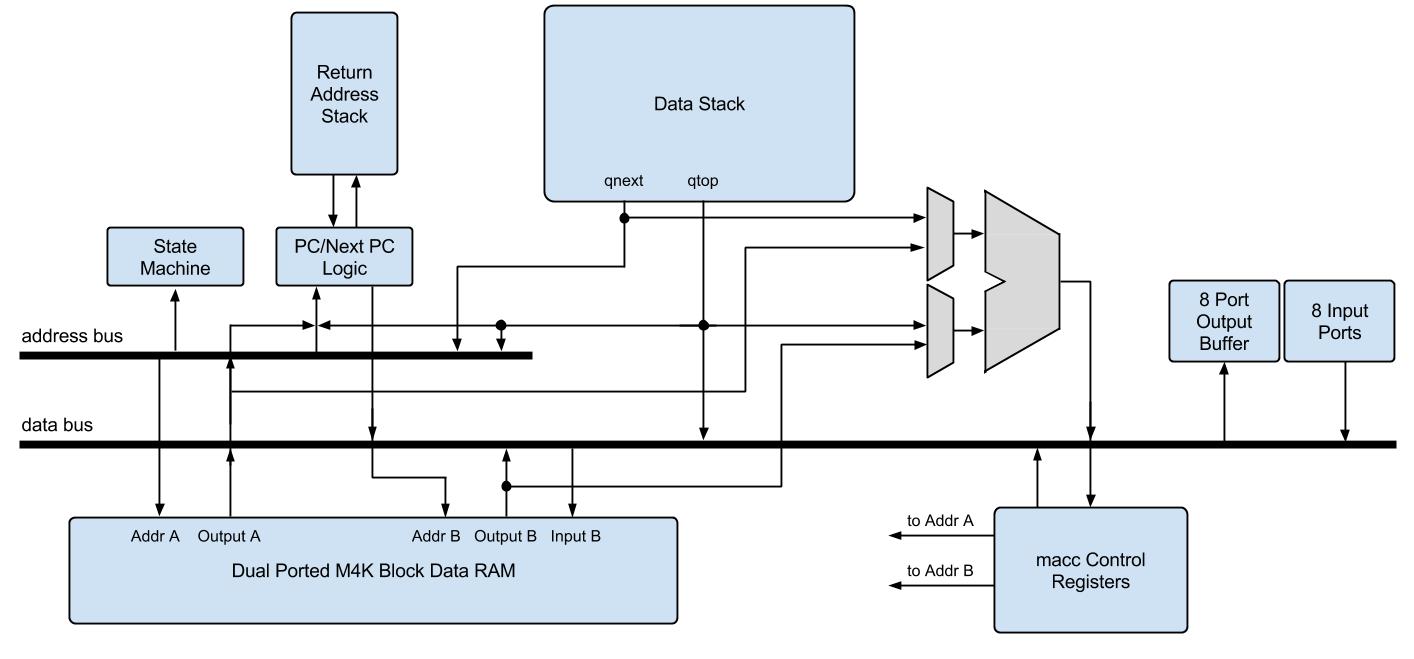 Return
Address
Stack
Data Stack
qnext
qtop
State
Machine
PC/Next PC
Logic
8 Port
Output
Buffer
8 Input
Ports
address bus
data bus
Addr A
Output A
Addr B
Output B
Input B
Dual Ported M4K Block Data RAM
to Addr A
to Addr B
macc Control
Registers